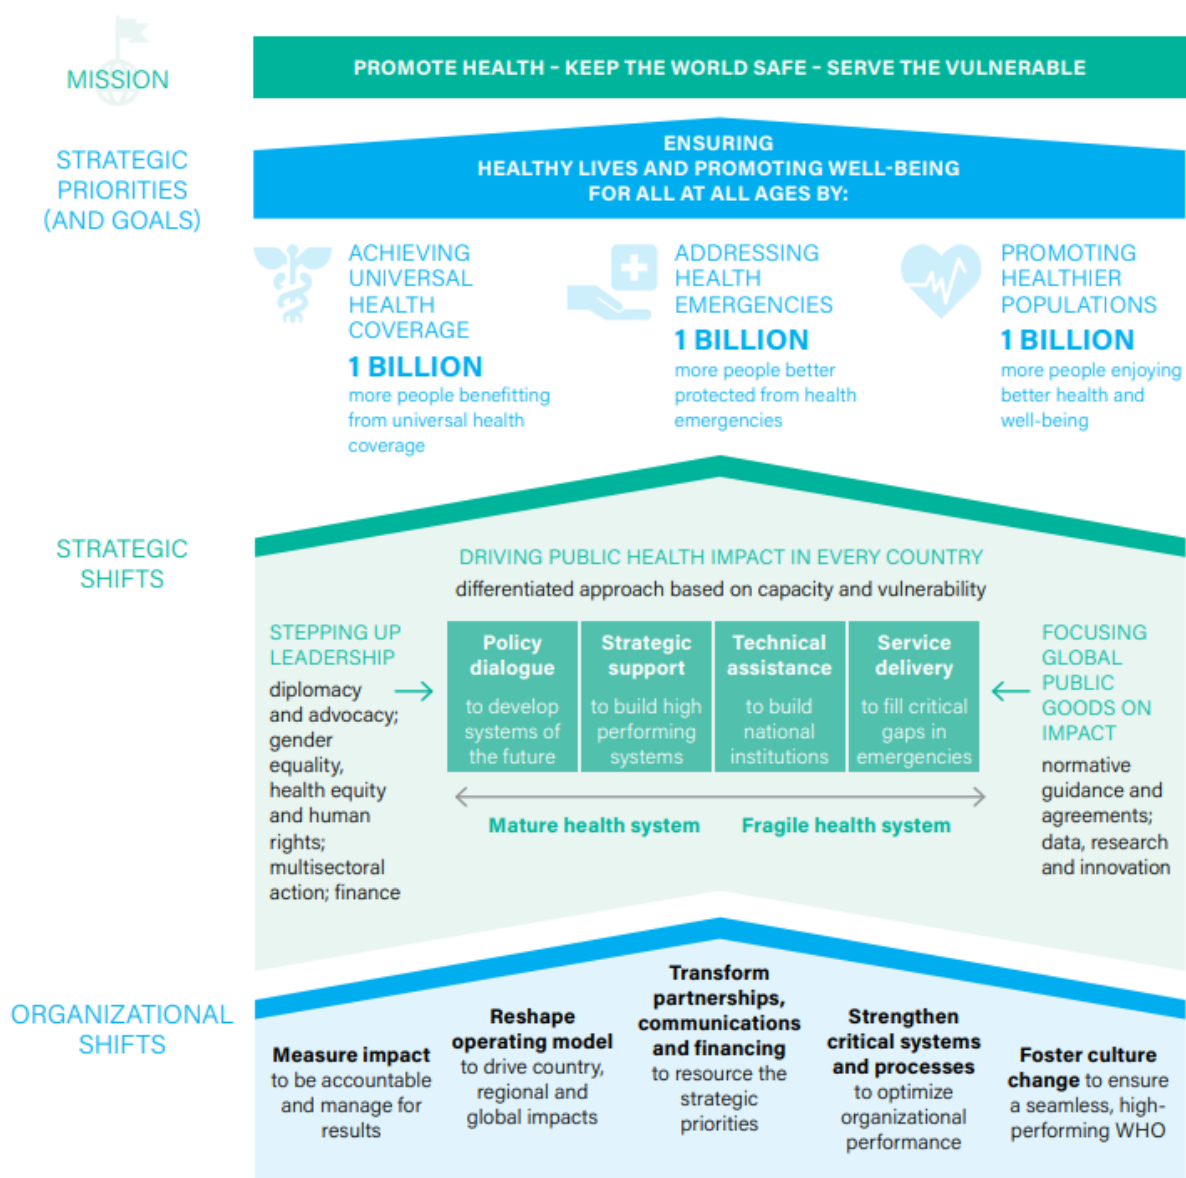 MISSION
PROMOTE HEALTH – KEEP THE WORLD SAFE – SERVE THE VULNERABLE
STRATEGIC
PRIORITIES
(AND GOALS)
ENSURING
HEALTHY LIVES AND PROMOTING WELL-BEING
FOR ALL AT ALL AGES BY:
ACHIEVING
UNIVERSAL
HEALTH
COVERAGE
1 BILLION
more people benefitting
from universal health
coverage
ADDRESSING
HEALTH
EMERGENCIES
1 BILLION
more people better
protected from health
emergencies
PROMOTING
HEALTHIER
POPULATIONS
1 BILLION
more people enjoying
better health and
well-being
STRATEGIC
SHIFTS
DRIVING PUBLIC HEALTH IMPACT IN EVERY COUNTRY
differentiated approach based on capacity and vulnerability
STEPPING UP
LEADERSHIP
diplomacy
and advocacy;
gender
equality,
health equity
and human
rights;
multisectoral
action; finance
Policy
dialogue
to develop
systems of
the future
Strategic
support
to build high
performing
systems
Technical
assistance
to build
national
institutions
Service
delivery
to fill critical
gaps in
emergencies
Mature health system
Fragile health system
FOCUSING
GLOBAL
PUBLIC
GOODS ON
IMPACT
normative
guidance and
agreements;
data, research
and innovation
ORGANIZATIONAL
SHIFTS
Measure impact
to be accountable
and manage for
results
Reshape
operating model
to drive country,
regional and
global impacts
Transform
partnerships,
communications
and financing
to resource the
strategic
priorities
Strengthen
critical systems
and processes
to optimize
organizational
performance
Foster culture
change to ensure
a seamless, high-
performing WHO